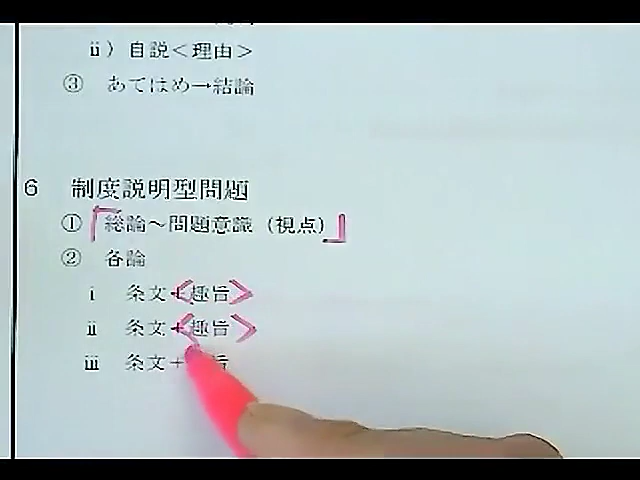 ⅱ）自説＜理由＞
③ あてはめ→結論
6 制度説明型問題
①「総論～問題意識（視点）」
② 各論
ⅰ 条文＋＜趣旨＞
ⅱ 条文＋＜趣旨＞
ⅲ 条文＋旨